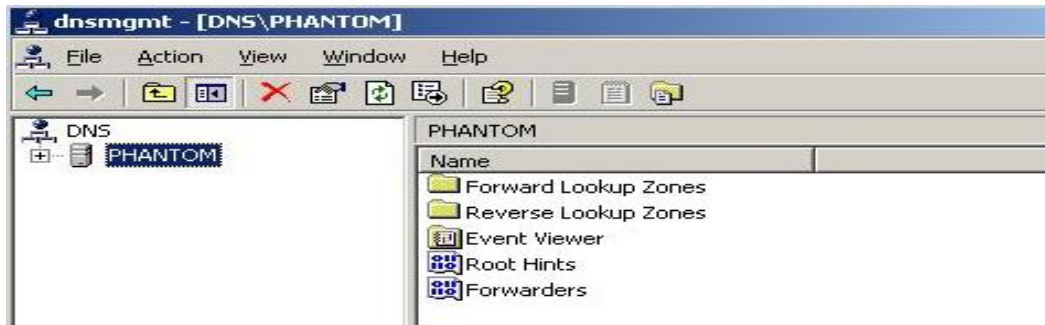 dnsmgmt - [DNS\PHANTOM]
File Action View Window Help
DNS
PHANTOM
PHANTOM
Name
Forward Lookup Zones
Reverse Lookup Zones
Event Viewer
Root Hints
Forwarders